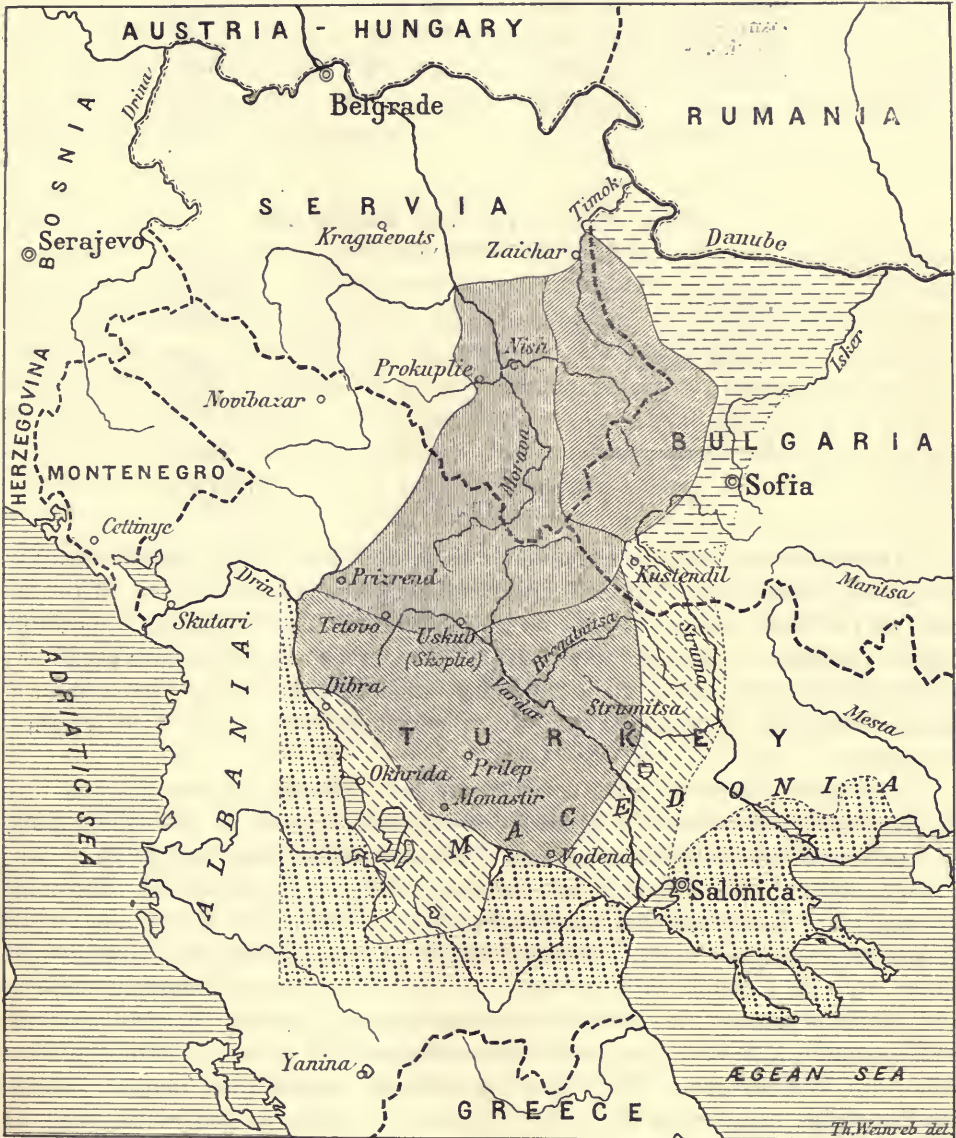 AUSTRIA - HUNGARY
Drina
Belgrade
RUMANIA
BOSNIA
SERVIA
Timok
Kraguievats
Serajevo
Zaichar
Danube
Isker
Nish
Prokuplie
HERZEGOVINA
Novibazar
BULGARIA
Morava
MONTENEGRO
Sofia
Cettinye
Drin
Prizrend
Kustendil
Maritsa
Skutari
Tetovo
Uskub
(Skoplie)
Bregalnitsa
Struma
ADRIATIC SEA
ALBANIA
Dibra
Vardar
Strumitsa
Mesta
TURKEY
Okhrida
Prilep
Monastir
MACEDONIA
Vodena
Salonica
Yanina
ÆGEAN SEA
GREECE
Th. Weinreb del.